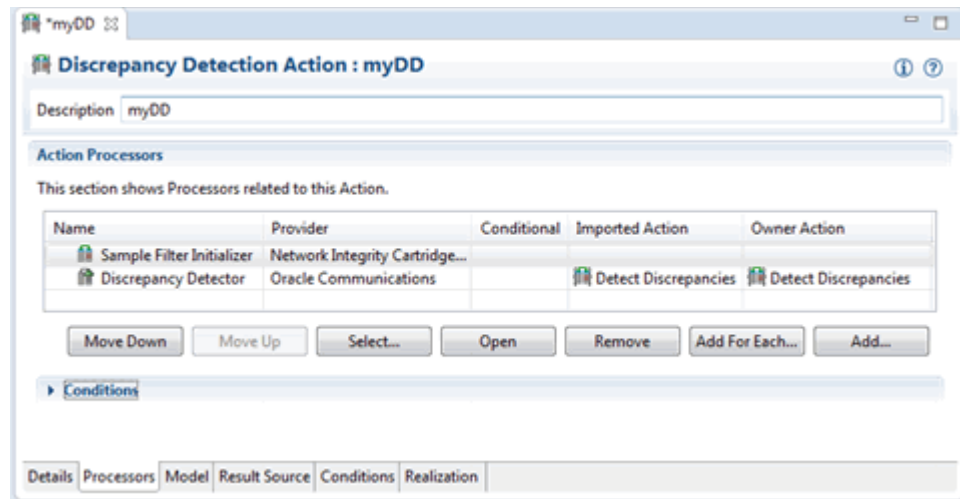 *myDD
Discrepancy Detection Action : myDD
Description myDD
Action Processors
This section shows Processors related to this Action.
Name Provider Conditional Imported Action Owner Action
Sample Filter Initializer Network Integrity Cartridge...
Discrepancy Detector Oracle Communications Detect Discrepancies Detect Discrepancies
Move Down Move Up Select... Open Remove Add For Each... Add...
Conditions
Details Processors Model Result Source Conditions Realization